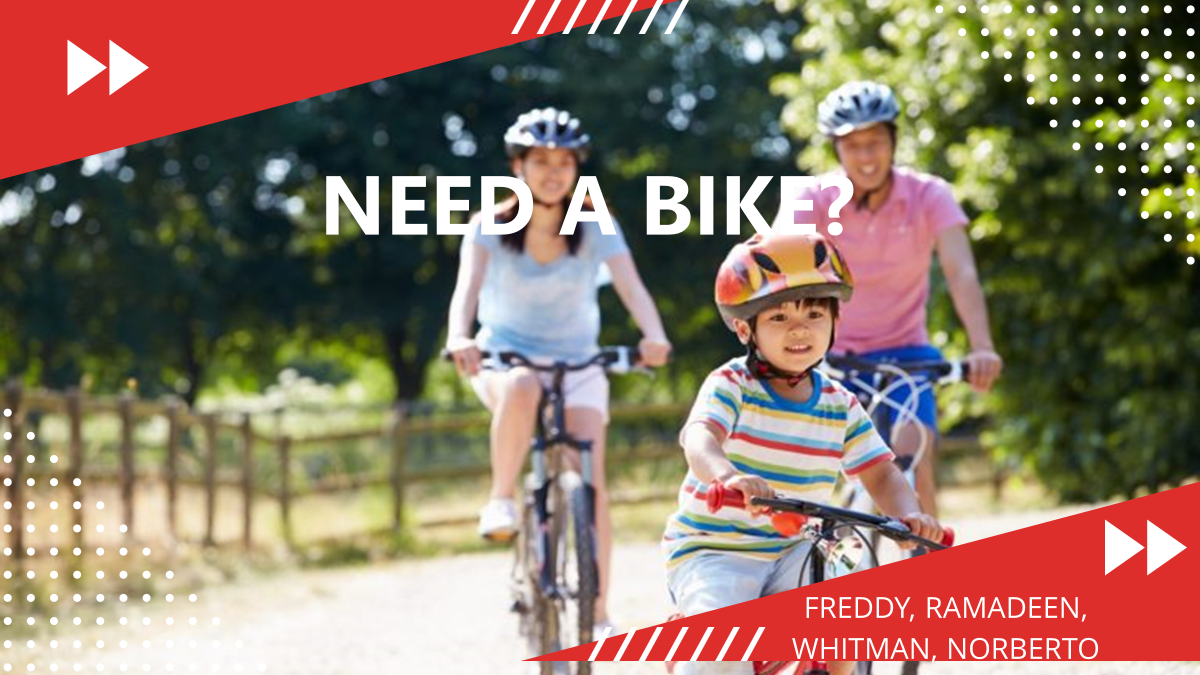 NEED A BIKE?
FREDDY, RAMADEEN,
WHITMAN, NORBERTO